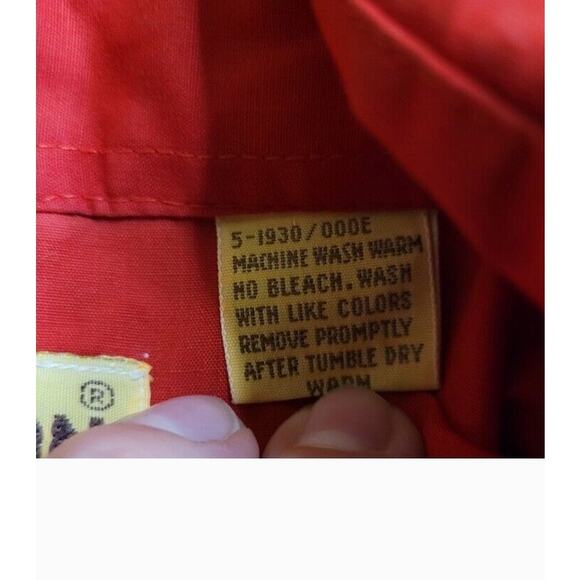 5-1930/000E
MACHINE WASH WARM
NO BLEACH. WASH
WITH LIKE COLORS
REMOVE PROMPTLY
AFTER TUMBLE DRY
WARM
®